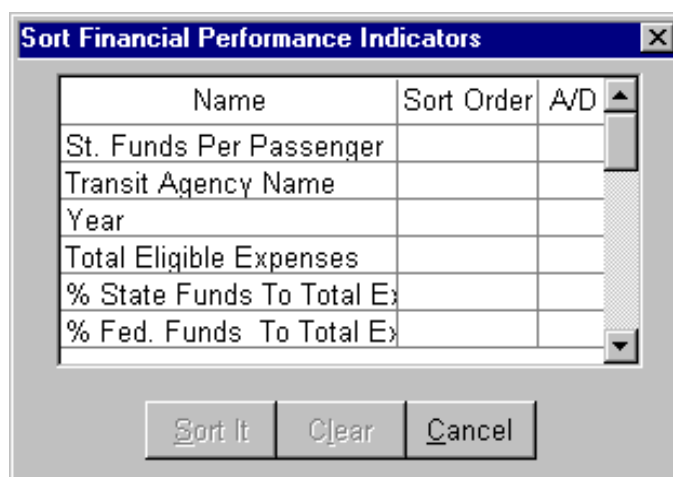 Sort Financial Performance Indicators
Name Sort Order A/D
St. Funds Per Passenger
Transit Agency Name
Year
Total Eligible Expenses
% State Funds To Total Ex
% Fed. Funds To Total Ex
Sort It Clear Cancel